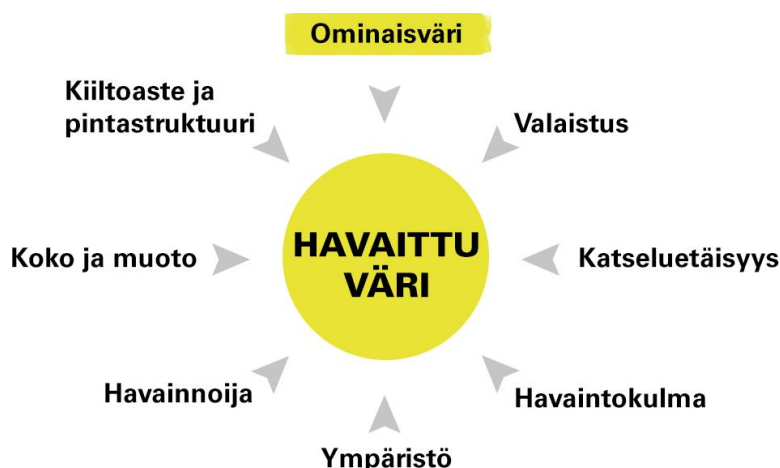 Ominaisväri
Kiiltoaste ja
pintastruktuuri
Valaistus
Koko ja muoto
HAVAITTU
VÄRI
Katseluetäisyys
Havainnoija
Havaintokulma
Ympäristö